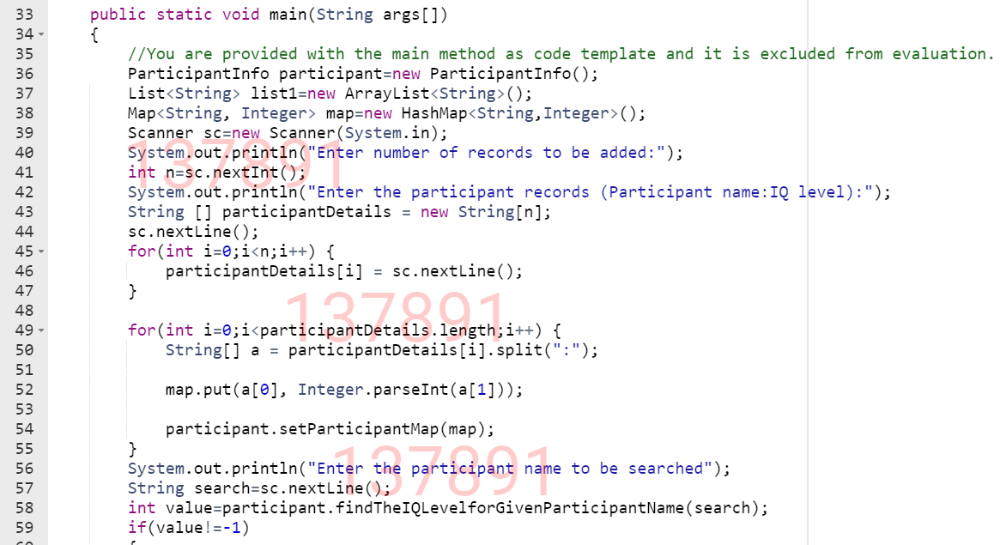 33 public static void main(String args[])
34 {
35 //You are provided with the main method as code template and it is excluded from evaluation.
36 ParticipantInfo participant=new ParticipantInfo();
37 List<String> list1=new ArrayList<String>();
38 Map<String, Integer> map=new HashMap<String,Integer>();
39 Scanner sc=new Scanner(System.in);
40 System.out.println("Enter number of records to be added:");
41 int n=sc.nextInt();
42 System.out.println("Enter the participant records (Participant name:IQ level):");
43 String [] participantDetails = new String[n];
44 sc.nextLine();
45 for(int i=0;i<n;i++) {
46 participantDetails[i] = sc.nextLine();
47 }
48
49 for(int i=0;i<participantDetails.length;i++) {
50 String[] a = participantDetails[i].split(":");
51
52 map.put(a[0], Integer.parseInt(a[1]));
53
54 participant.setParticipantMap(map);
55 }
56 System.out.println("Enter the participant name to be searched");
57 String search=sc.nextLine();
58 int value=participant.findTheIQLevelforGivenParticipantName(search);
59 if(value!=-1)
137891
137891
137891